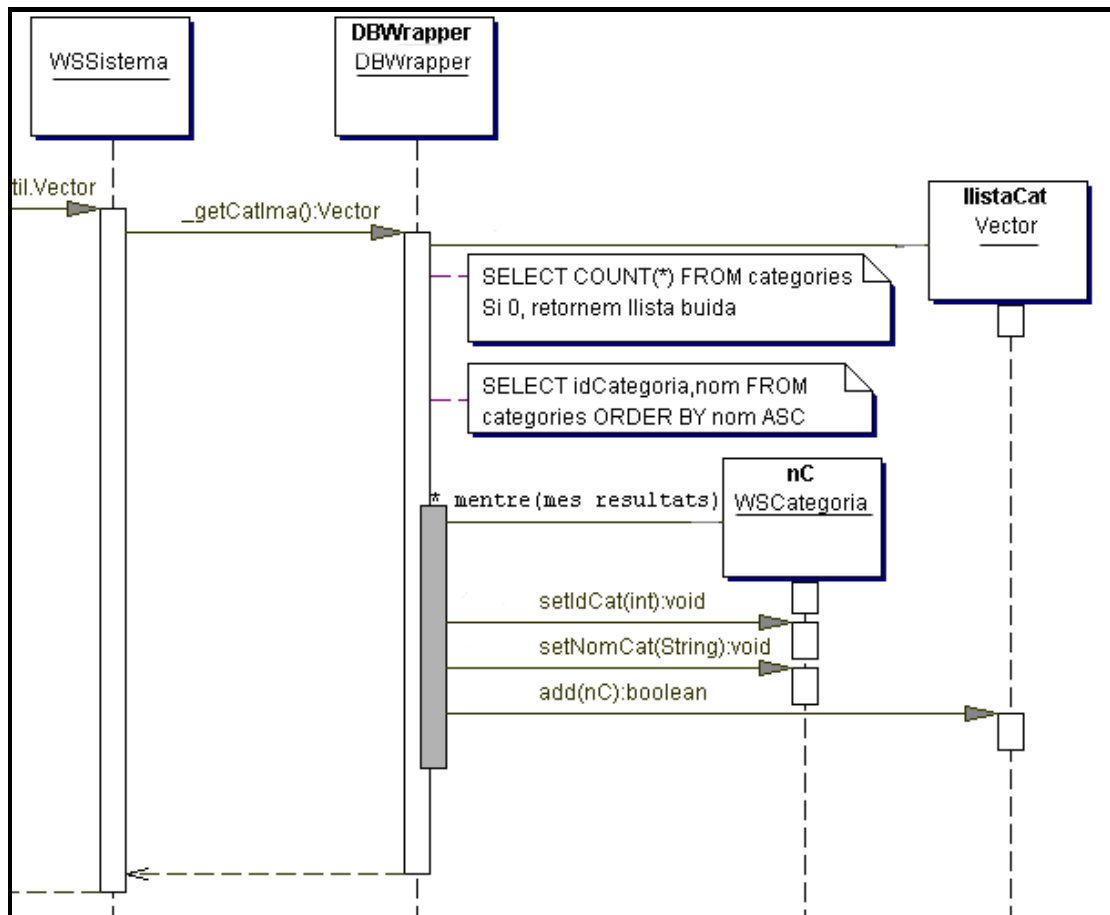 WSSistema
DBWrapper
DBWrapper
til.Vector
_getCatIma():Vector
llistaCat
Vector
SELECT COUNT(*) FROM categories
Si 0, retornem llista buida
SELECT idCategoria,nom FROM
categories ORDER BY nom ASC
nC
WSCategoria
* mentre(mes resultats)
setIdCat(int):void
setNomCat(String):void
add(nC):boolean